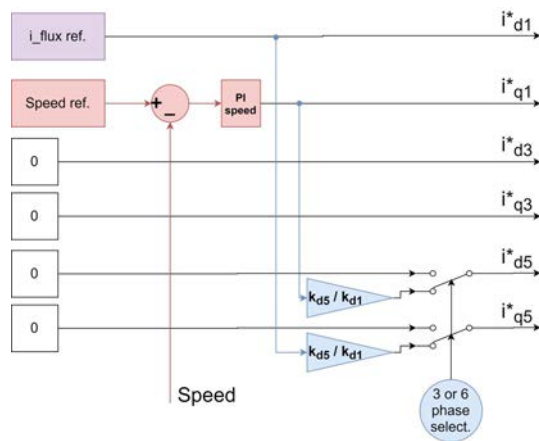 i_flux ref.
i*d1
Speed ref.
+
−
PI
speed
i*q1
0
i*d3
0
i*q3
0
kd5 / kd1
i*d5
0
kd5 / kd1
i*q5
Speed
3 or 6
phase
select.